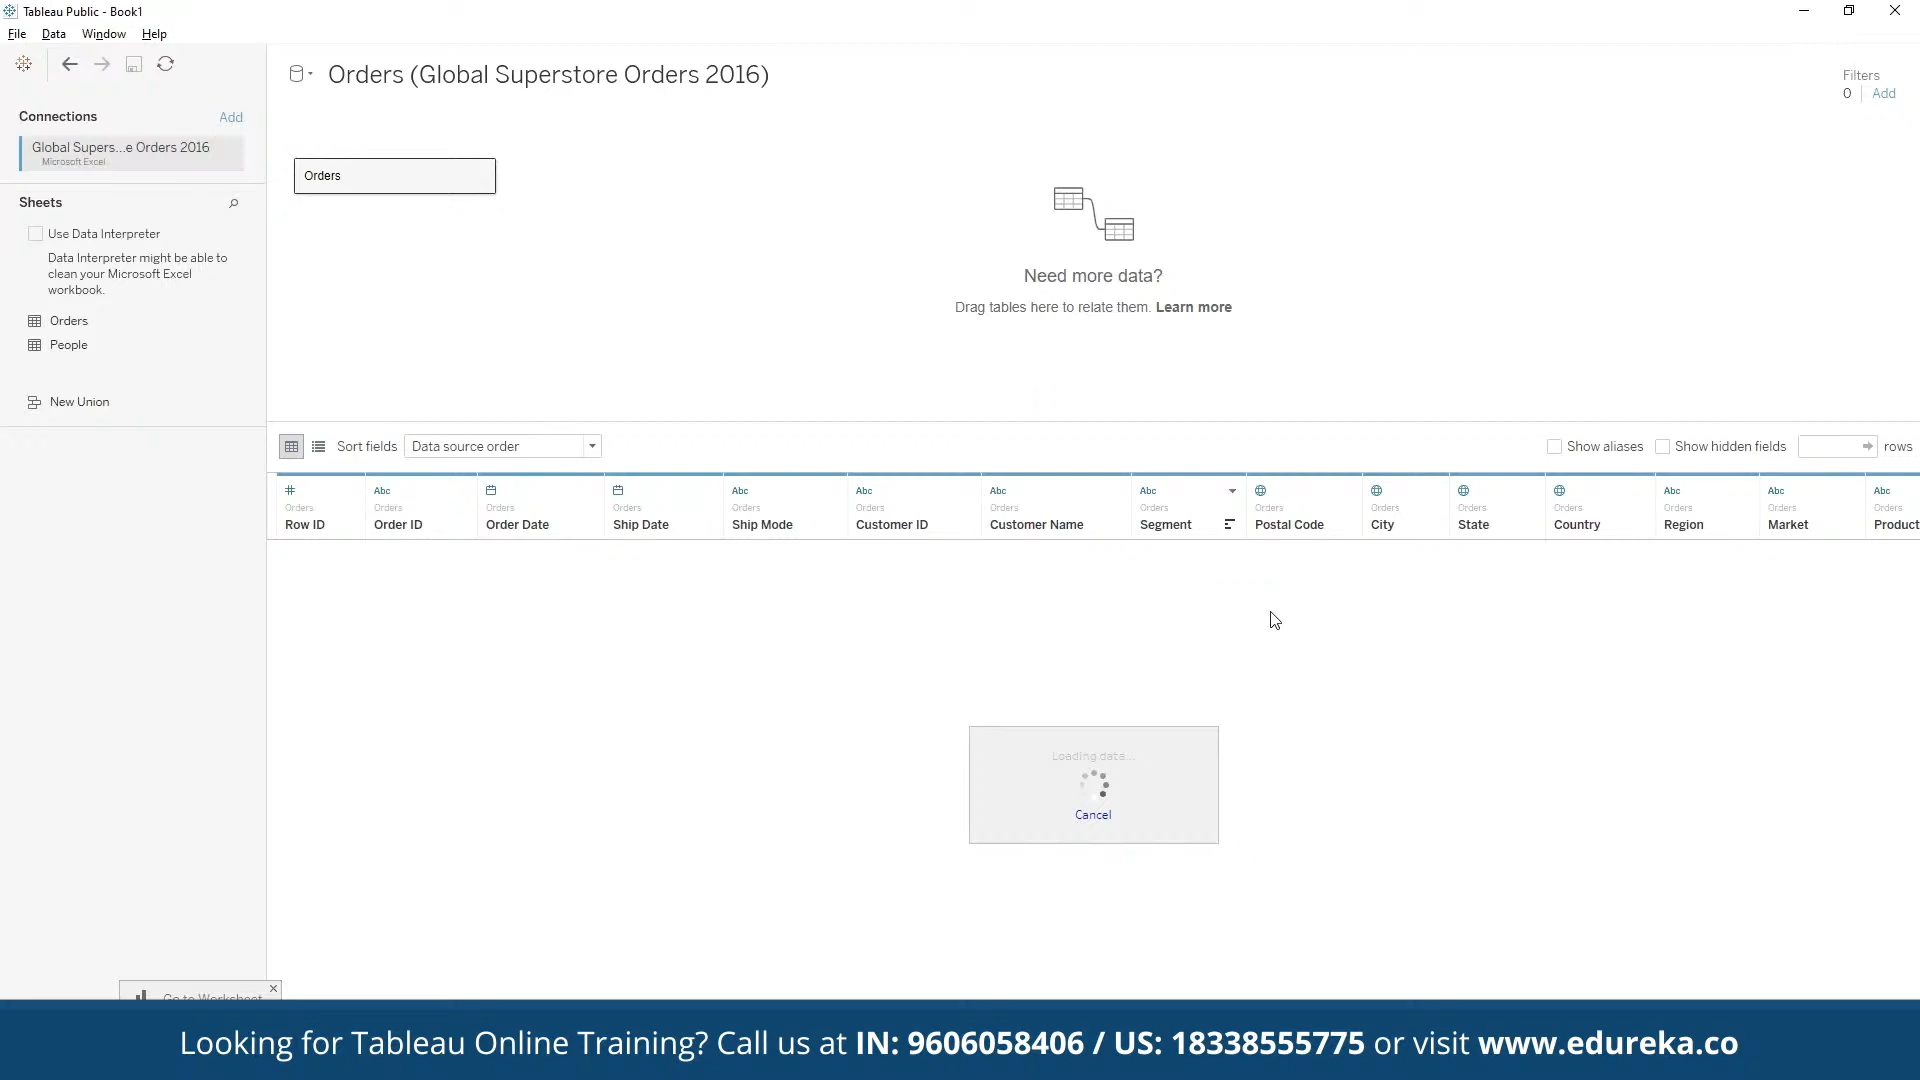 Tableau Public - Book1
File Data Window Help
Orders (Global Superstore Orders 2016)
Filters
0 Add
Connections Add
Global Supers...e Orders 2016
Microsoft Excel
Orders
Sheets
Use Data Interpreter
Data Interpreter might be able to
clean your Microsoft Excel
workbook.
Orders
People
New Union
Need more data?
Drag tables here to relate them. Learn more
Sort fields Data source order Show aliases Show hidden fields rows
# Abc Abc Abc Abc Abc Abc Abc Abc
Orders Orders Orders Orders Orders Orders Orders Orders Orders Orders Orders Orders Orders Orders Orders
Row ID Order ID Order Date Ship Date Ship Mode Customer ID Customer Name Segment Postal Code City State Country Region Market Product
Loading data...
Cancel
Go to Worksheet
Looking for Tableau Online Training? Call us at IN: 9606058406 / US: 18338555775 or visit www.edureka.co